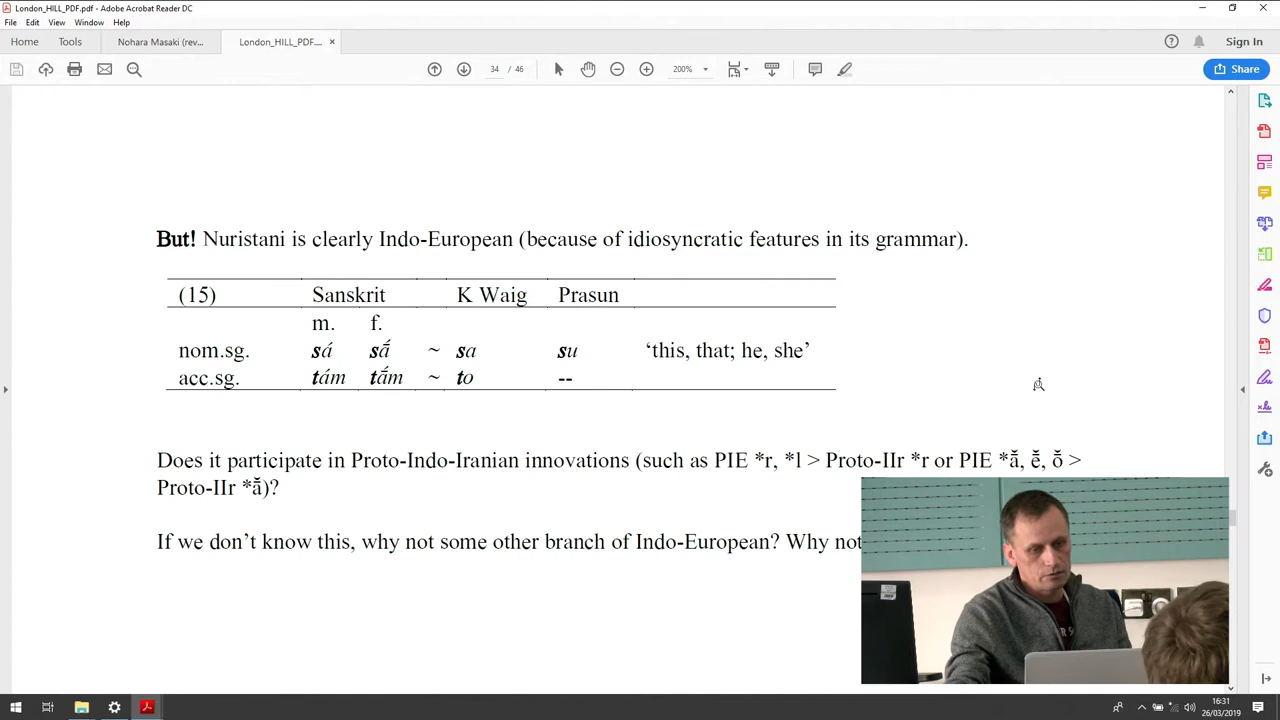 London_HILL_PDF.pdf - Adobe Acrobat Reader DC
File Edit View Window Help
Home Tools Nohara Masaki (rev... London_HILL_PDF.... × Sign In
34 / 46 200% Share
But! Nuristani is clearly Indo-European (because of idiosyncratic features in its grammar).
(15) Sanskrit K Waig Prasun
m. f.
nom.sg. sá sā́ ~ sa su ‘this, that; he, she’
acc.sg. tám tā́m ~ to --
Does it participate in Proto-Indo-Iranian innovations (such as PIE *r, *l > Proto-IIr *r or PIE *ā̆, ē̆, ō̆ >
Proto-IIr *ā̆)?
If we don’t know this, why not some other branch of Indo-European? Why not
16:31
26/03/2019